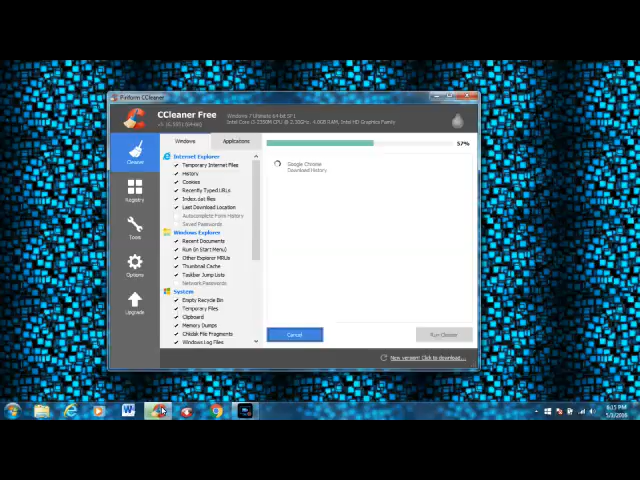 Piriform CCleaner
CCleaner Free
Windows 7 Ultimate 64-bit SP1
Intel Core i3-2350M CPU @ 2.30GHz, 4.0GB RAM, Intel HD Graphics Family
Cleaner
Registry
Tools
Options
Upgrade
Windows
Applications
Internet Explorer
Temporary Internet Files
History
Cookies
Recently Typed URLs
Index.dat files
Last Download Location
Autocomplete Form History
Saved Passwords
Windows Explorer
Recent Documents
Run (in Start Menu)
Other Explorer MRUs
Thumbnail Cache
Taskbar Jump Lists
Network Passwords
System
Empty Recycle Bin
Temporary Files
Clipboard
Memory Dumps
Chkdsk File Fragments
Windows Log Files
57%
Google Chrome
Download History
Cancel
Run Cleaner
New version! Click to download...
6:15 PM